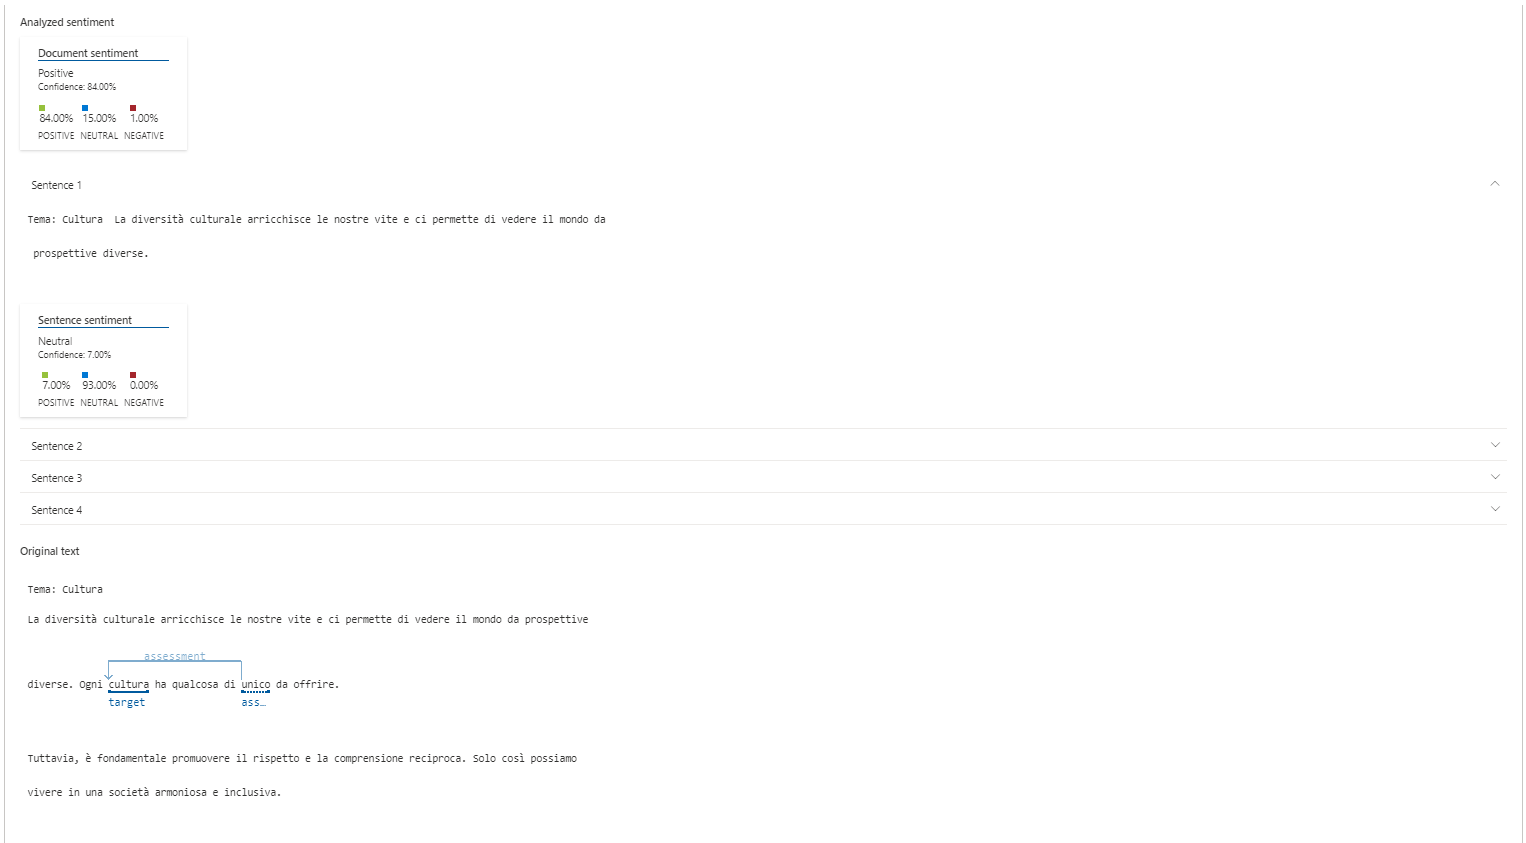 Analyzed sentiment
Document sentiment
Positive
Confidence: 84.00%
84.00% 15.00% 1.00%
POSITIVE NEUTRAL NEGATIVE
Sentence 1
Tema: Cultura  La diversità culturale arricchisce le nostre vite e ci permette di vedere il mondo da
prospettive diverse.
Sentence sentiment
Neutral
Confidence: 7.00%
7.00% 93.00% 0.00%
POSITIVE NEUTRAL NEGATIVE
Sentence 2
Sentence 3
Sentence 4
Original text
Tema: Cultura
La diversità culturale arricchisce le nostre vite e ci permette di vedere il mondo da prospettive
assessment
diverse. Ogni cultura ha qualcosa di unico da offrire.
target ass…
Tuttavia, è fondamentale promuovere il rispetto e la comprensione reciproca. Solo così possiamo
vivere in una società armoniosa e inclusiva.